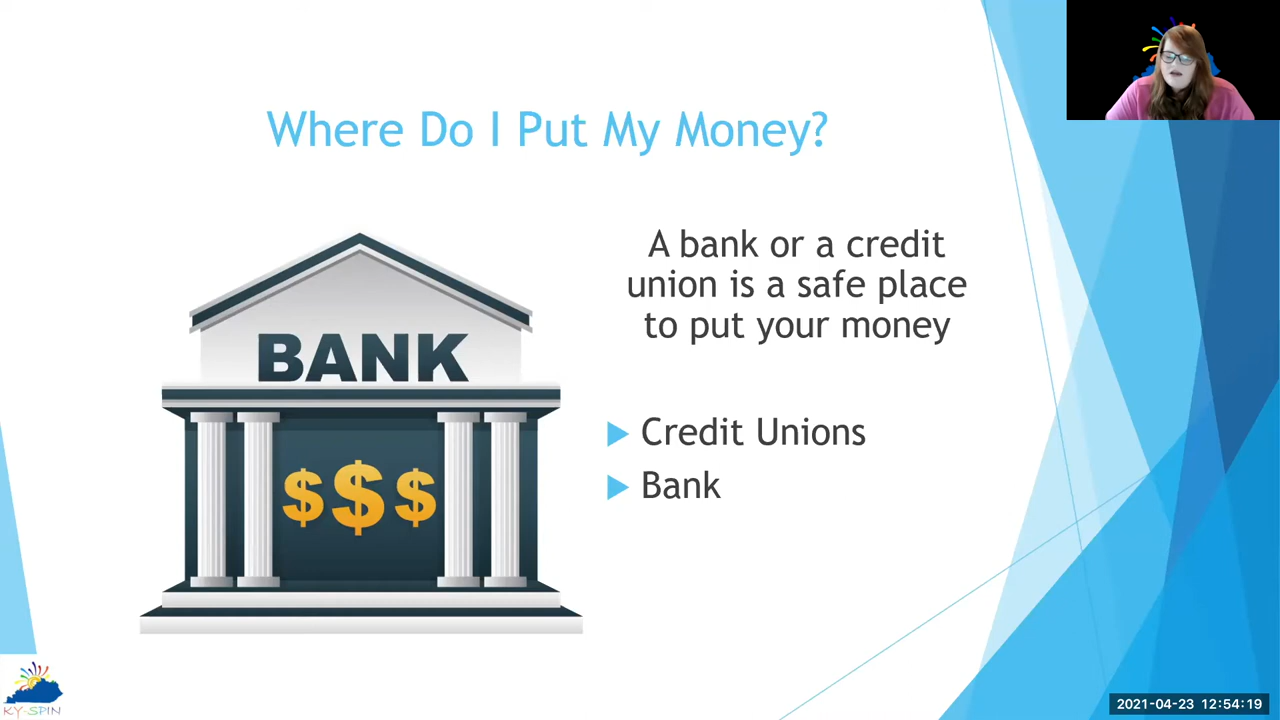 Where Do I Put My Money?
BANK
$$$
A bank or a credit
union is a safe place
to put your money
Credit Unions
Bank
KY-SPIN
2021-04-23 12:54:19